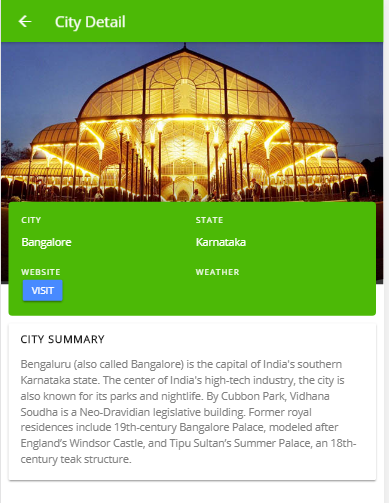 City Detail
CITY STATE
Bangalore Karnataka
WEBSITE WEATHER
VISIT
CITY SUMMARY
Bengaluru (also called Bangalore) is the capital of India's southern
Karnataka state. The center of India's high-tech industry, the city is
also known for its parks and nightlife. By Cubbon Park, Vidhana
Soudha is a Neo-Dravidian legislative building. Former royal
residences include 19th-century Bangalore Palace, modeled after
England’s Windsor Castle, and Tipu Sultan’s Summer Palace, an 18th-
century teak structure.